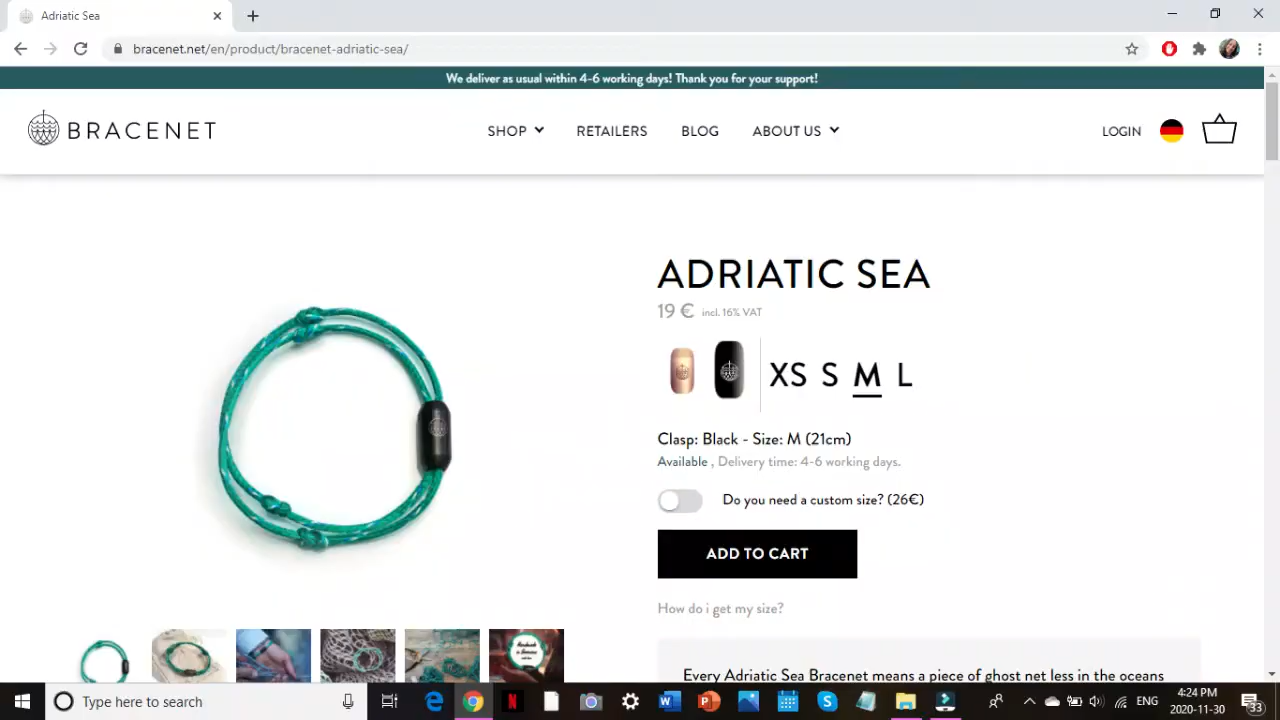 Adriatic Sea
bracenet.net/en/product/bracenet-adriatic-sea/
We deliver as usual within 4-6 working days! Thank you for your support!
BRACENET
SHOP RETAILERS BLOG ABOUT US LOGIN
ADRIATIC SEA
19 € incl. 16% VAT
XS S M L
Clasp: Black - Size: M (21cm)
Available , Delivery time: 4-6 working days.
Do you need a custom size? (26€)
ADD TO CART
How do i get my size?
Every Adriatic Sea Bracenet means a piece of ghost net less in the oceans
Type here to search
ENG
4:24 PM
2020-11-30
33